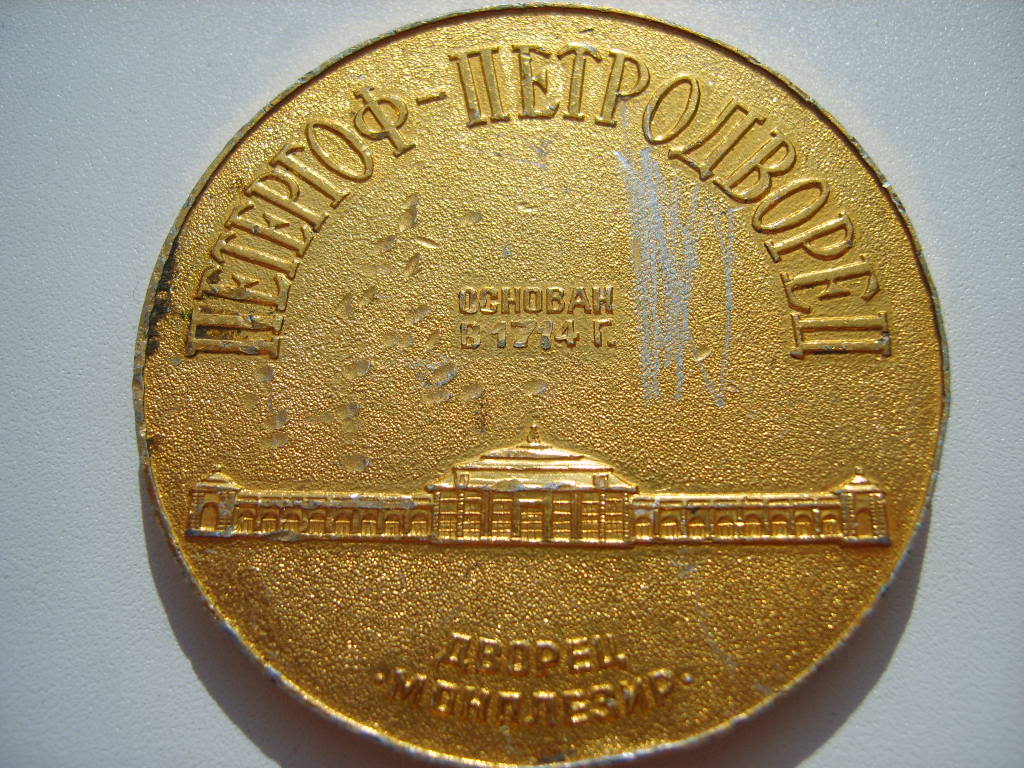 ПЕТЕРГОФ-ПЕТРОДВОРЕЦ
ОСНОВАН
В 1714 Г.
ДВОРЕЦ
·МОНПЛЕЗИР·